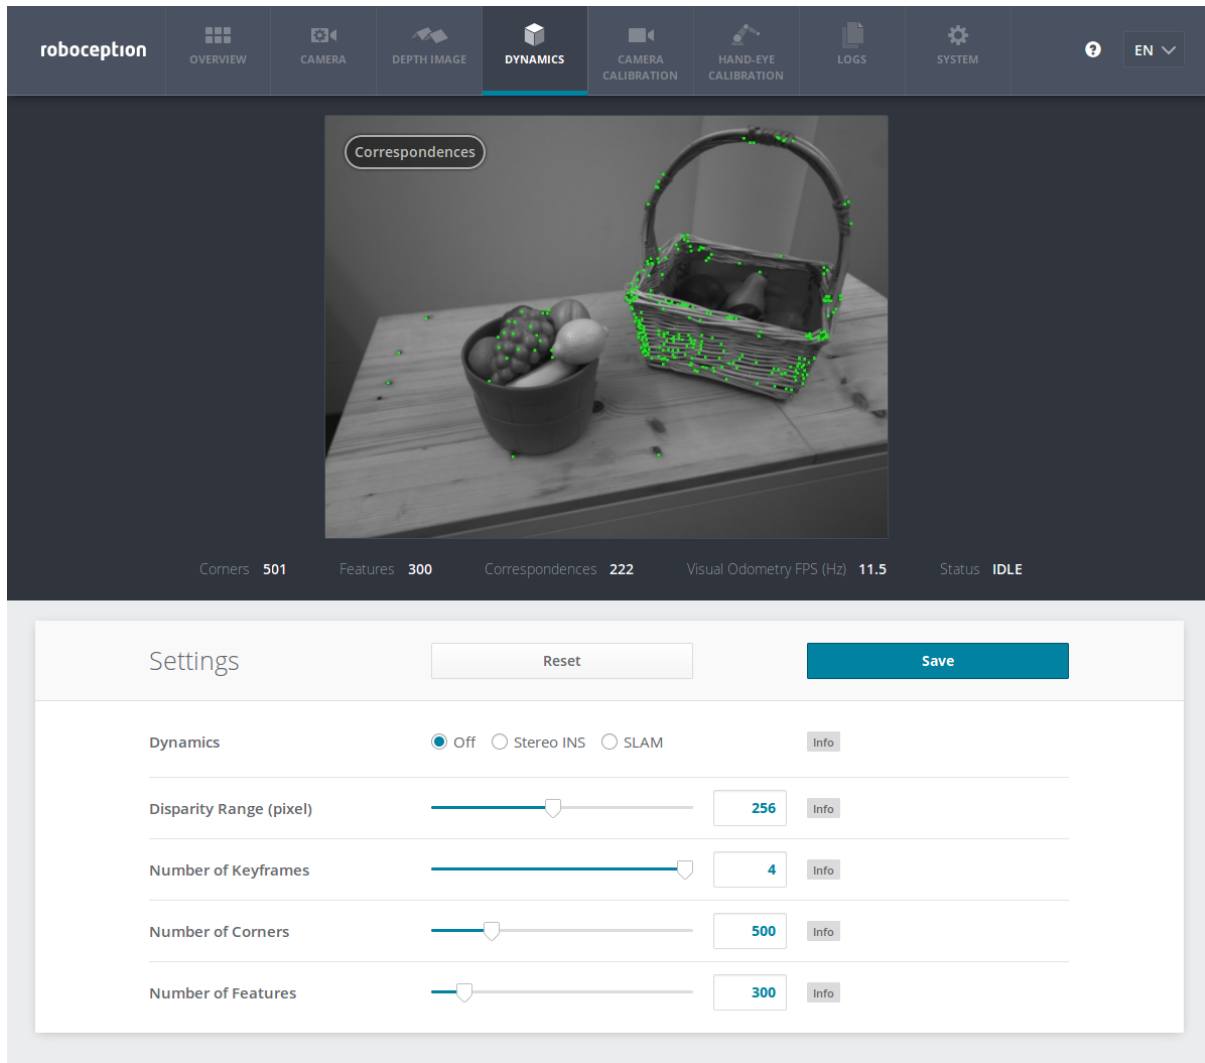 roboception
OVERVIEW
CAMERA
DEPTH IMAGE
DYNAMICS
CAMERA
CALIBRATION
HAND-EYE
CALIBRATION
LOGS
SYSTEM
?
EN
Correspondences
Corners 501 Features 300 Correspondences 222 Visual Odometry FPS (Hz) 11.5 Status IDLE
Settings Reset Save
Dynamics Off Stereo INS SLAM Info
Disparity Range (pixel) 256 Info
Number of Keyframes 4 Info
Number of Corners 500 Info
Number of Features 300 Info